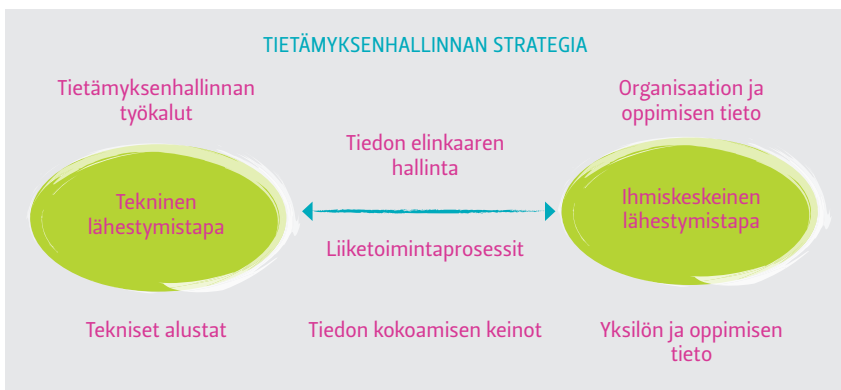 TIETÄMYKSENHALLINNAN STRATEGIA
Tietämyksenhallinnan
työkalut
Organisaation ja
oppimisen tieto
Tiedon elinkaaren
hallinta
Tekninen
lähestymistapa
Ihmiskeskeinen
lähestymistapa
Liiketoimintaprosessit
Tekniset alustat
Tiedon kokoamisen keinot
Yksilön ja oppimisen
tieto